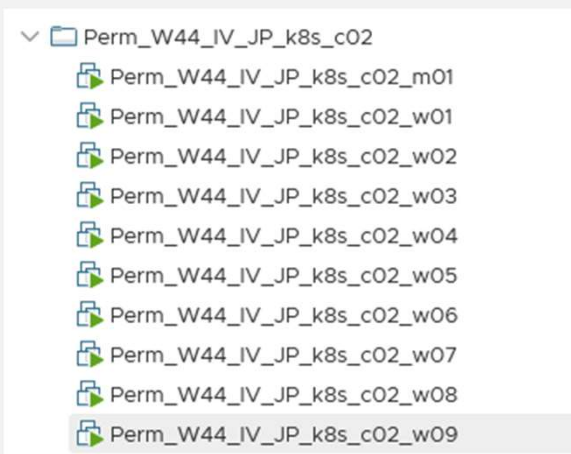 Perm_W44_IV_JP_k8s_c02
Perm_W44_IV_JP_k8s_c02_m01
Perm_W44_IV_JP_k8s_c02_w01
Perm_W44_IV_JP_k8s_c02_w02
Perm_W44_IV_JP_k8s_c02_w03
Perm_W44_IV_JP_k8s_c02_w04
Perm_W44_IV_JP_k8s_c02_w05
Perm_W44_IV_JP_k8s_c02_w06
Perm_W44_IV_JP_k8s_c02_w07
Perm_W44_IV_JP_k8s_c02_w08
Perm_W44_IV_JP_k8s_c02_w09